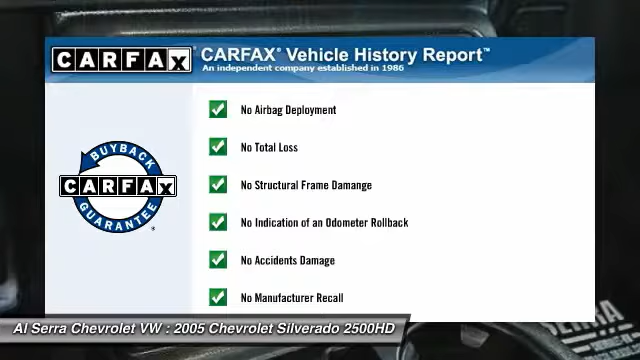 CARFAX
CARFAX® Vehicle History Report™
An independent company established in 1986
No Airbag Deployment
No Total Loss
No Structural Frame Damange
No Indication of an Odometer Rollback
No Accidents Damage
No Manufacturer Recall
BUYBACK
CARFAX
GUARANTEE
Al Serra Chevrolet VW : 2005 Chevrolet Silverado 2500HD